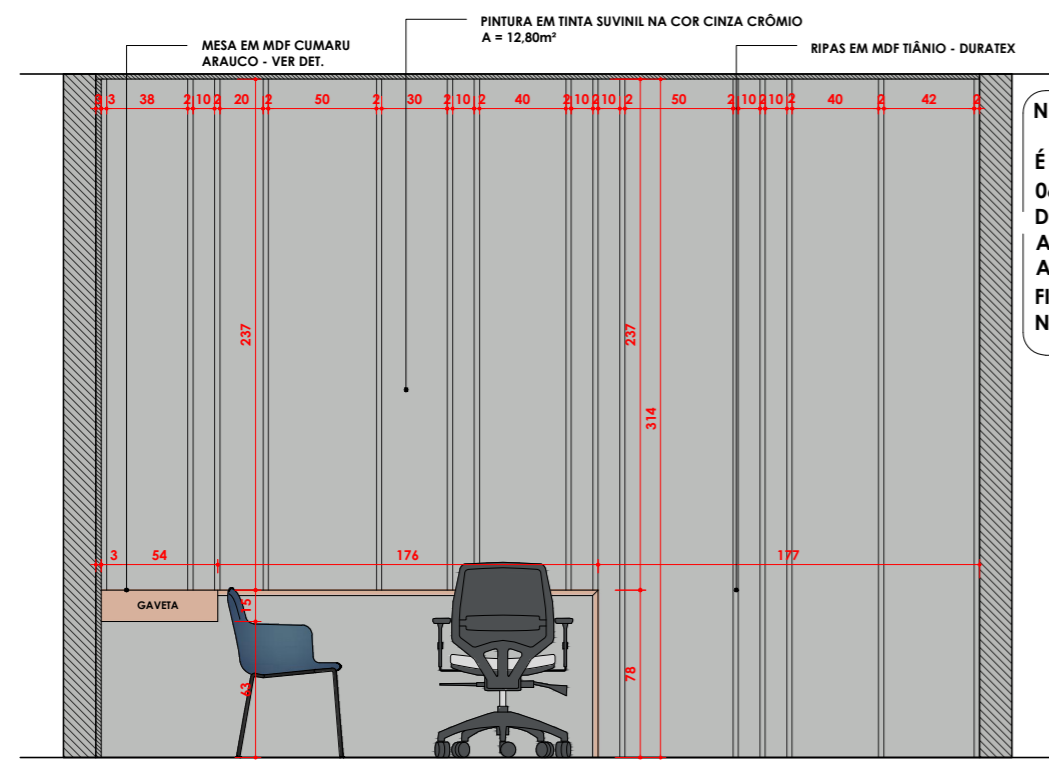 PINTURA EM TINTA SUVINIL NA COR CINZA CRÔMIO
A = 12,80m²
MESA EM MDF CUMARU
ARAUCO - VER DET.
RIPAS EM MDF TIÂNIO - DURATEX
3 3 38 2 10 2 20 2 50 2 30 2 10 2 40 2 10 2 10 2 50 2 10 2 10 2 40 2 42 2
N
É
D
A
A
N
237
237
314
3 54 176 177
GAVETA
15
63
78